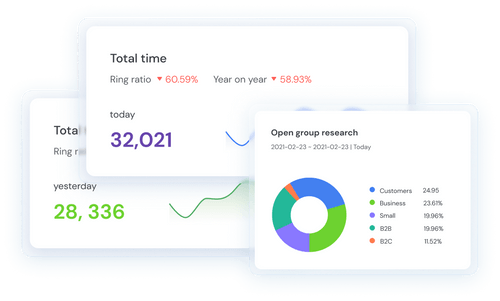 Total time
Ring ratio ▼ 60.59% Year on year ▼ 58.93%
today
32,021
Total
Ring
yesterday
28, 336
Open group research
2021-02-23 - 2021-02-23 | Today
Customers 24.95
Business 23.61%
Small 19.96%
B2B 19.96%
B2C 11.52%